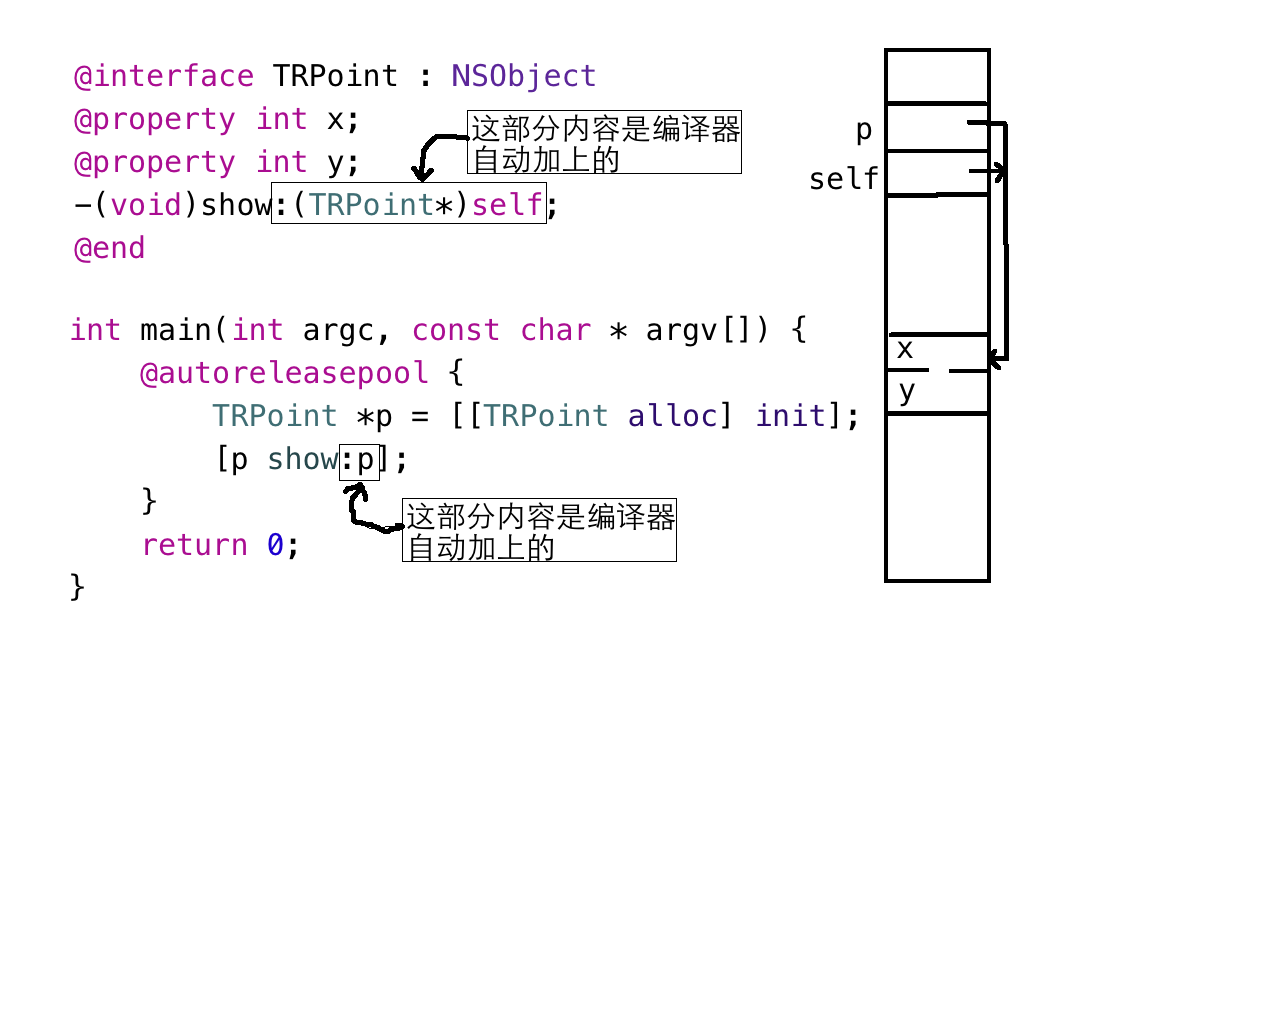 @interface TRPoint : NSObject
@property int x;
这部分内容是编译器
自动加上的
@property int y;
-(void)show:(TRPoint*)self;
@end
int main(int argc, const char * argv[]) {
@autoreleasepool {
TRPoint *p = [[TRPoint alloc] init];
[p show:p];
}
这部分内容是编译器
自动加上的
return 0;
}
p
self
x
y